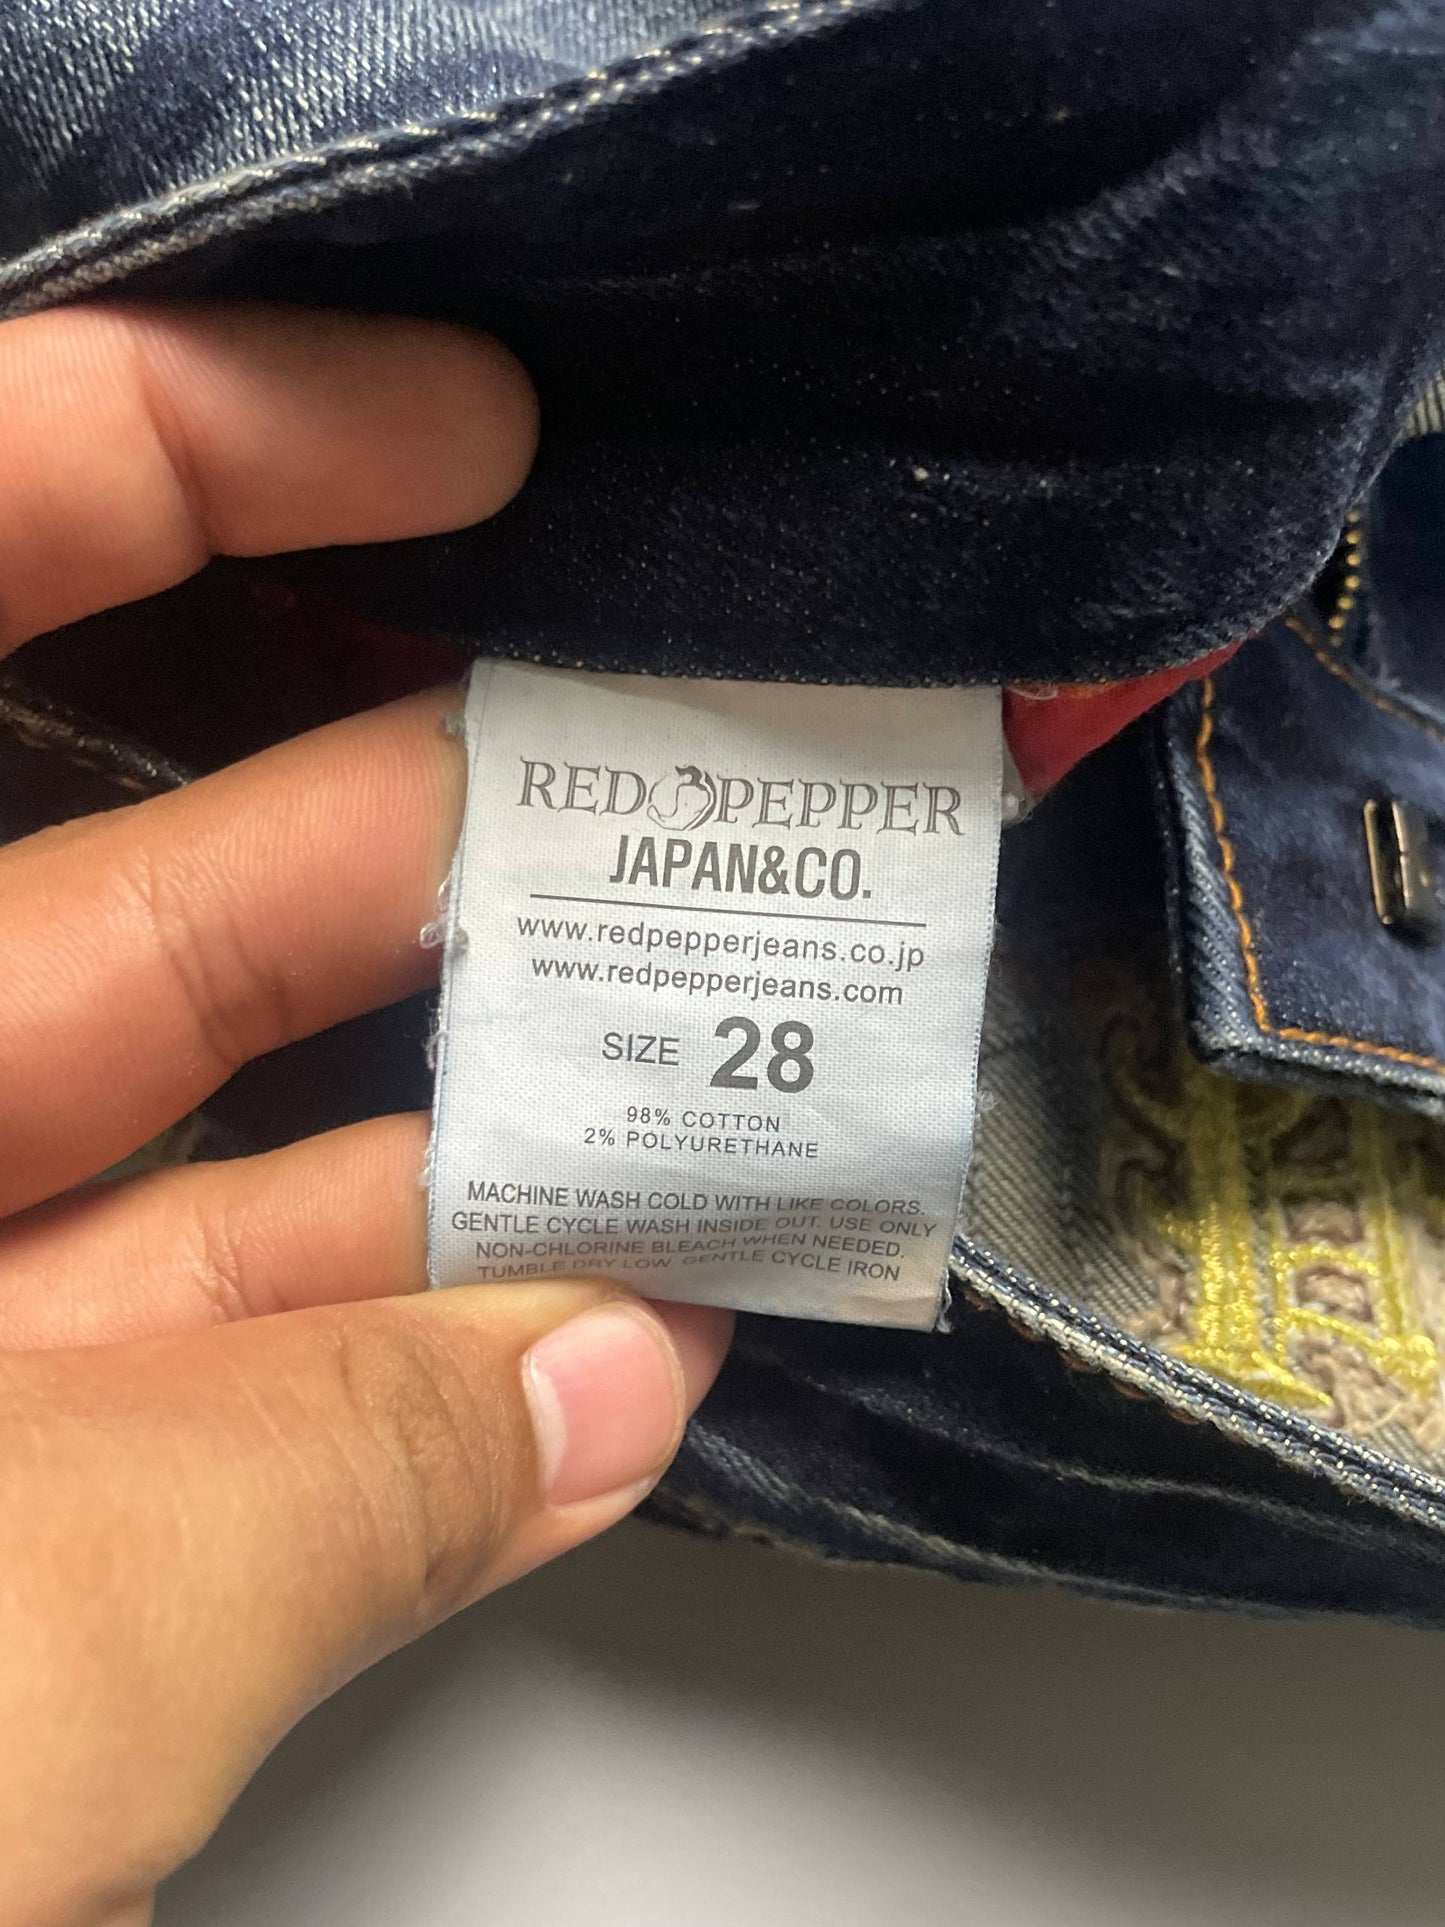 RED PEPPER
JAPAN&CO.
www.redpepperjeans.co.jp
www.redpepperjeans.com
SIZE 28
98% COTTON
2% POLYURETHANE
MACHINE WASH COLD WITH LIKE COLORS.
GENTLE CYCLE WASH INSIDE OUT. USE ONLY
NON-CHLORINE BLEACH WHEN NEEDED.
TUMBLE DRY LOW. GENTLE CYCLE IRON